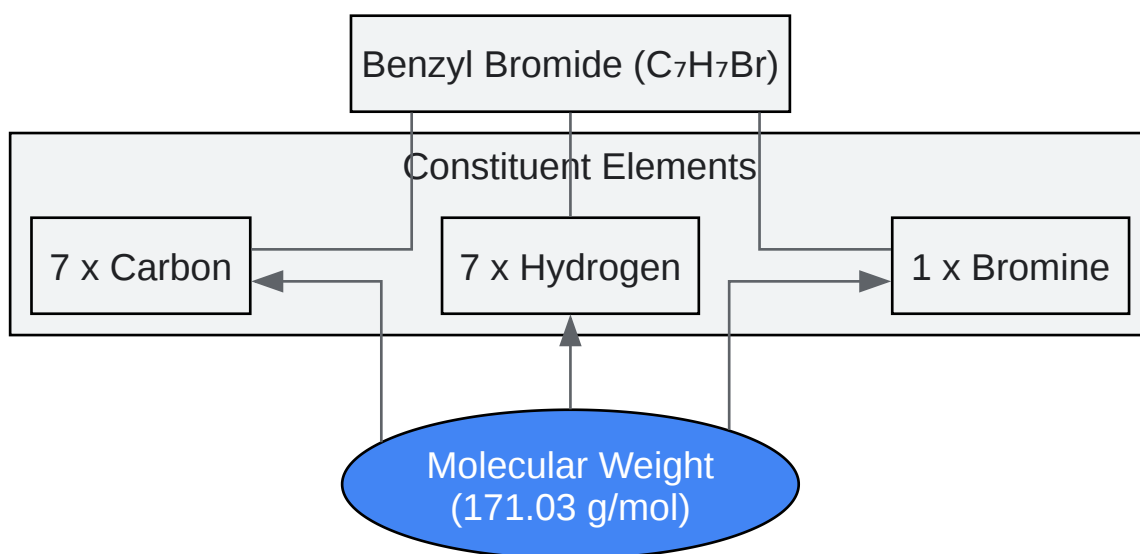 Benzyl Bromide (C₇H₇Br)
Constituent Elements
7 x Carbon
7 x Hydrogen
1 x Bromine
Molecular Weight
(171.03 g/mol)